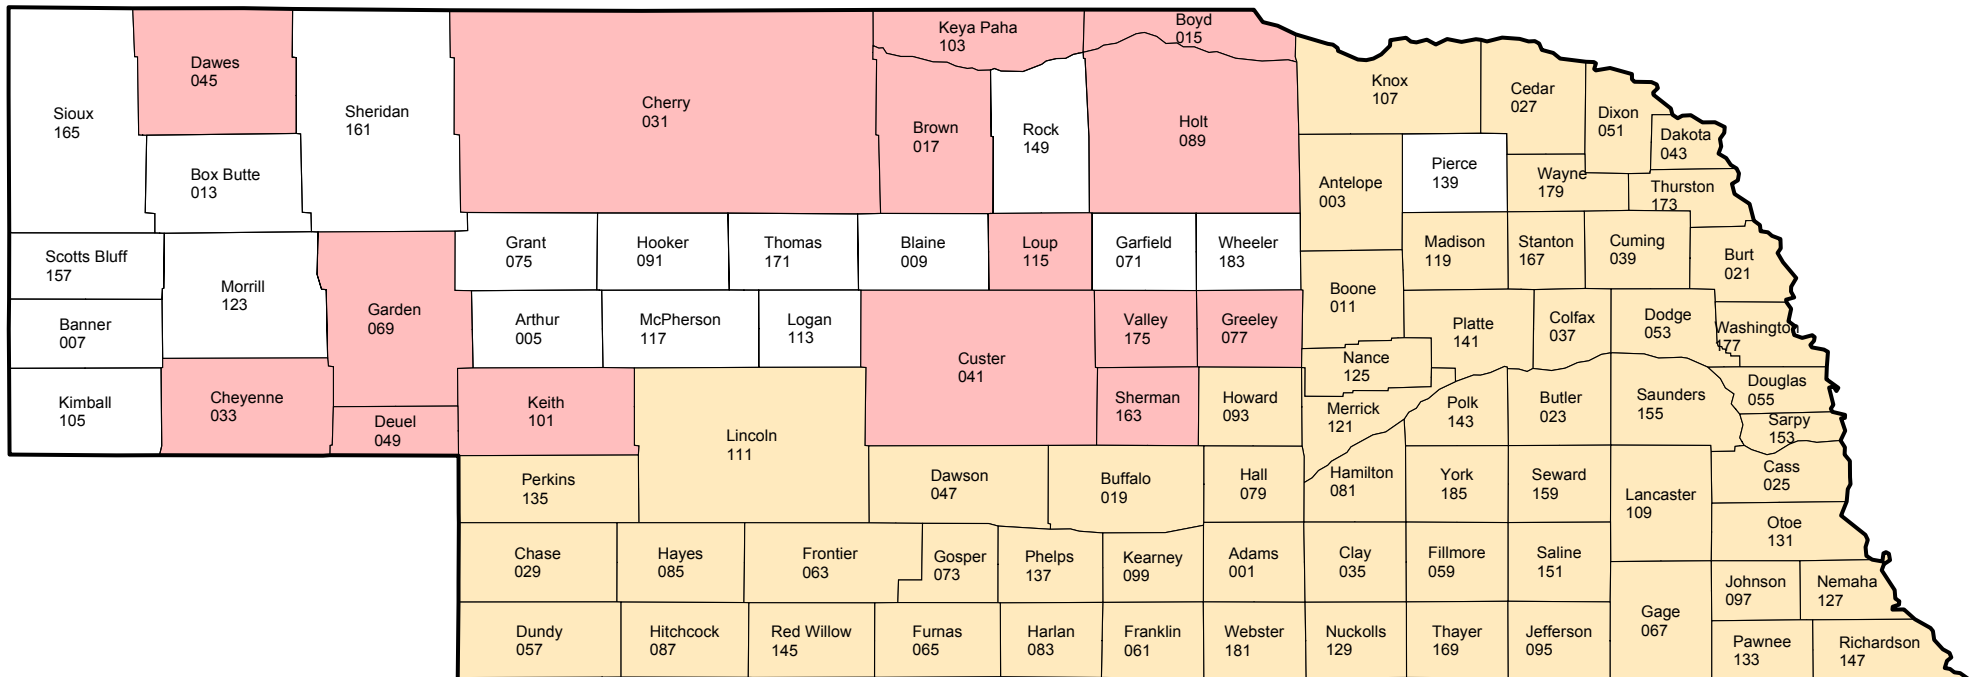 Sioux
165
Dawes
045
Sheridan
161
Box Butte
013
Cherry
031
Keya Paha
103
Boyd
015
Brown
017
Rock
149
Holt
089
Knox
107
Cedar
027
Dixon
051
Dakota
043
Antelope
003
Pierce
139
Wayne
179
Thurston
173
Scotts Bluff
157
Morrill
123
Garden
069
Grant
075
Hooker
091
Thomas
171
Blaine
009
Loup
115
Garfield
071
Wheeler
183
Madison
119
Stanton
167
Cuming
039
Burt
021
Banner
007
Arthur
005
McPherson
117
Logan
113
Custer
041
Valley
175
Greeley
077
Boone
011
Platte
141
Colfax
037
Dodge
053
Washington
177
Nance
125
Kimball
105
Cheyenne
033
Deuel
049
Keith
101
Lincoln
111
Sherman
163
Howard
093
Merrick
121
Polk
143
Butler
023
Saunders
155
Douglas
055
Sarpy
153
Perkins
135
Dawson
047
Buffalo
019
Hall
079
Hamilton
081
York
185
Seward
159
Lancaster
109
Cass
025
Otoe
131
Chase
029
Hayes
085
Frontier
063
Gosper
073
Phelps
137
Kearney
099
Adams
001
Clay
035
Fillmore
059
Saline
151
Gage
067
Johnson
097
Nemaha
127
Dundy
057
Hitchcock
087
Red Willow
145
Furnas
065
Harlan
083
Franklin
061
Webster
181
Nuckolls
129
Thayer
169
Jefferson
095
Pawnee
133
Richardson
147